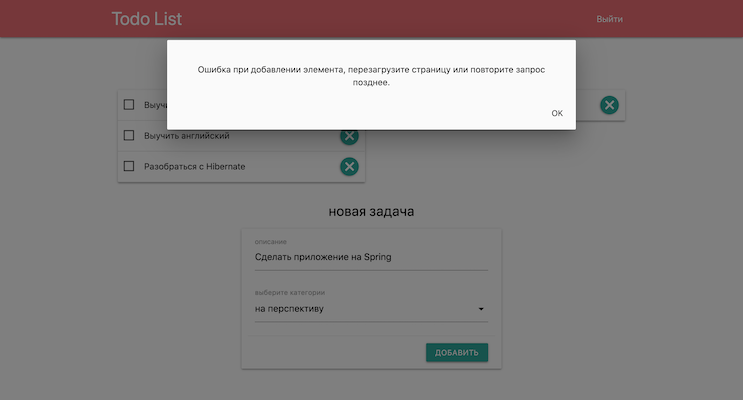 Todo List
Выйти
Ошибка при добавлении элемента, перезагрузите страницу или повторите запрос
позднее.
OK
Выучить английский
Разобраться с Hibernate
новая задача
описание
Сделать приложение на Spring
выберите категории
на перспективу
ДОБАВИТЬ